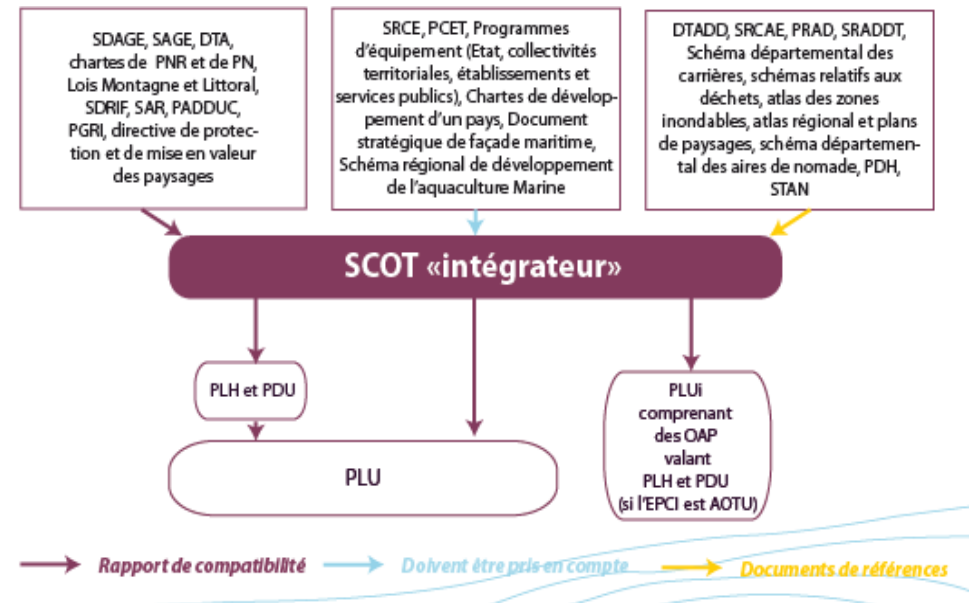 SDAGE, SAGE, DTA,
chartes de PNR et de PN,
Lois Montagne et Littoral,
SDRIF, SAR, PADDUC,
PGRI, directive de protec-
tion et de mise en valeur
des paysages
SRCE, PCET, Programmes
d'équipement (Etat, collectivités
territoriales, établissements et
services publics), Chartes de dévelop-
pement d'un pays, Document
stratégique de façade maritime,
Schéma régional de développement
de l'aquaculture Marine
DTADD, SRCAE, PRAD, SRADDT,
Schéma départemental des
carrières, schémas relatifs aux
déchets, atlas des zones
inondables, atlas régional et plans
de paysages, schéma départemen-
tal des aires de nomade, PDH,
STAN
SCOT «intégrateur»
PLH et PDU
PLU
PLUi
comprenant
des OAP
valant
PLH et PDU
(si l'EPCI est AOTU)
Rapport de compatibilité
Doivent être pris en compte
Documents de références